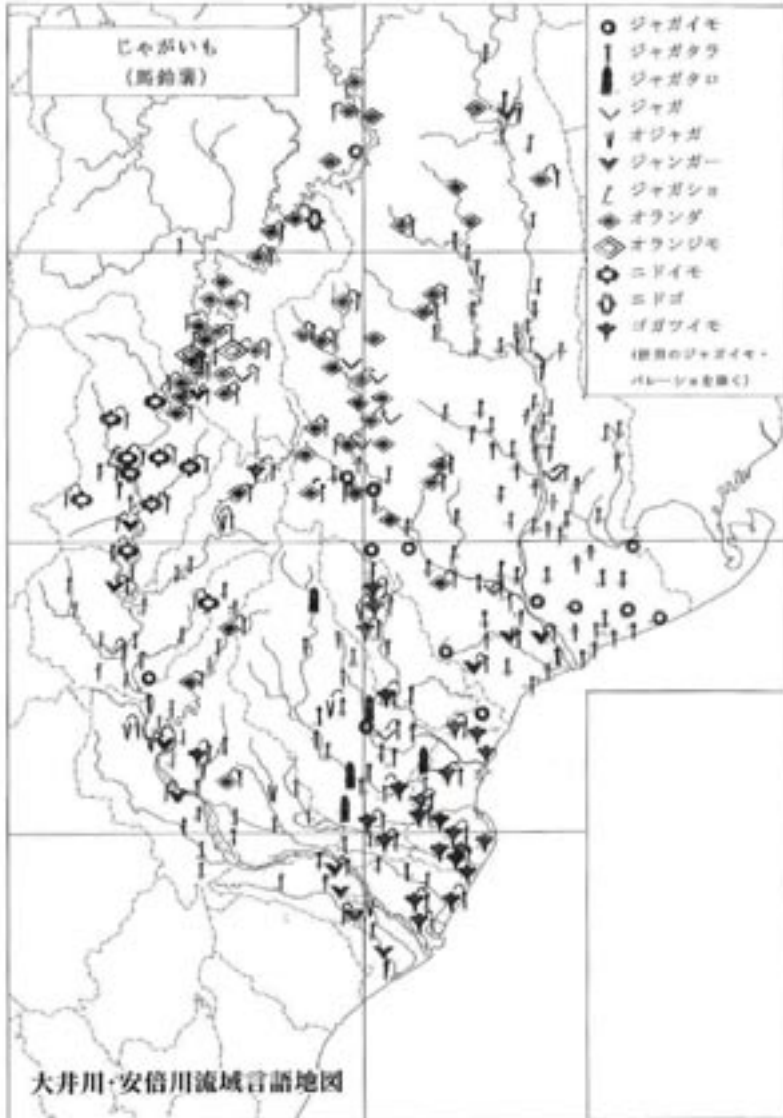 じゃがいも
(馬鈴薯)
ジャガイモ
ジャガタラ
ジャガタロ
ジャガ
オジャガ
ジャンガー
ジャガショ
オランダ
オランジモ
ニドイモ
ニドゴ
ゴガツイモ
(併用のジャガイモ・
バレーショを除く)
大井川・安倍川流域言語地図